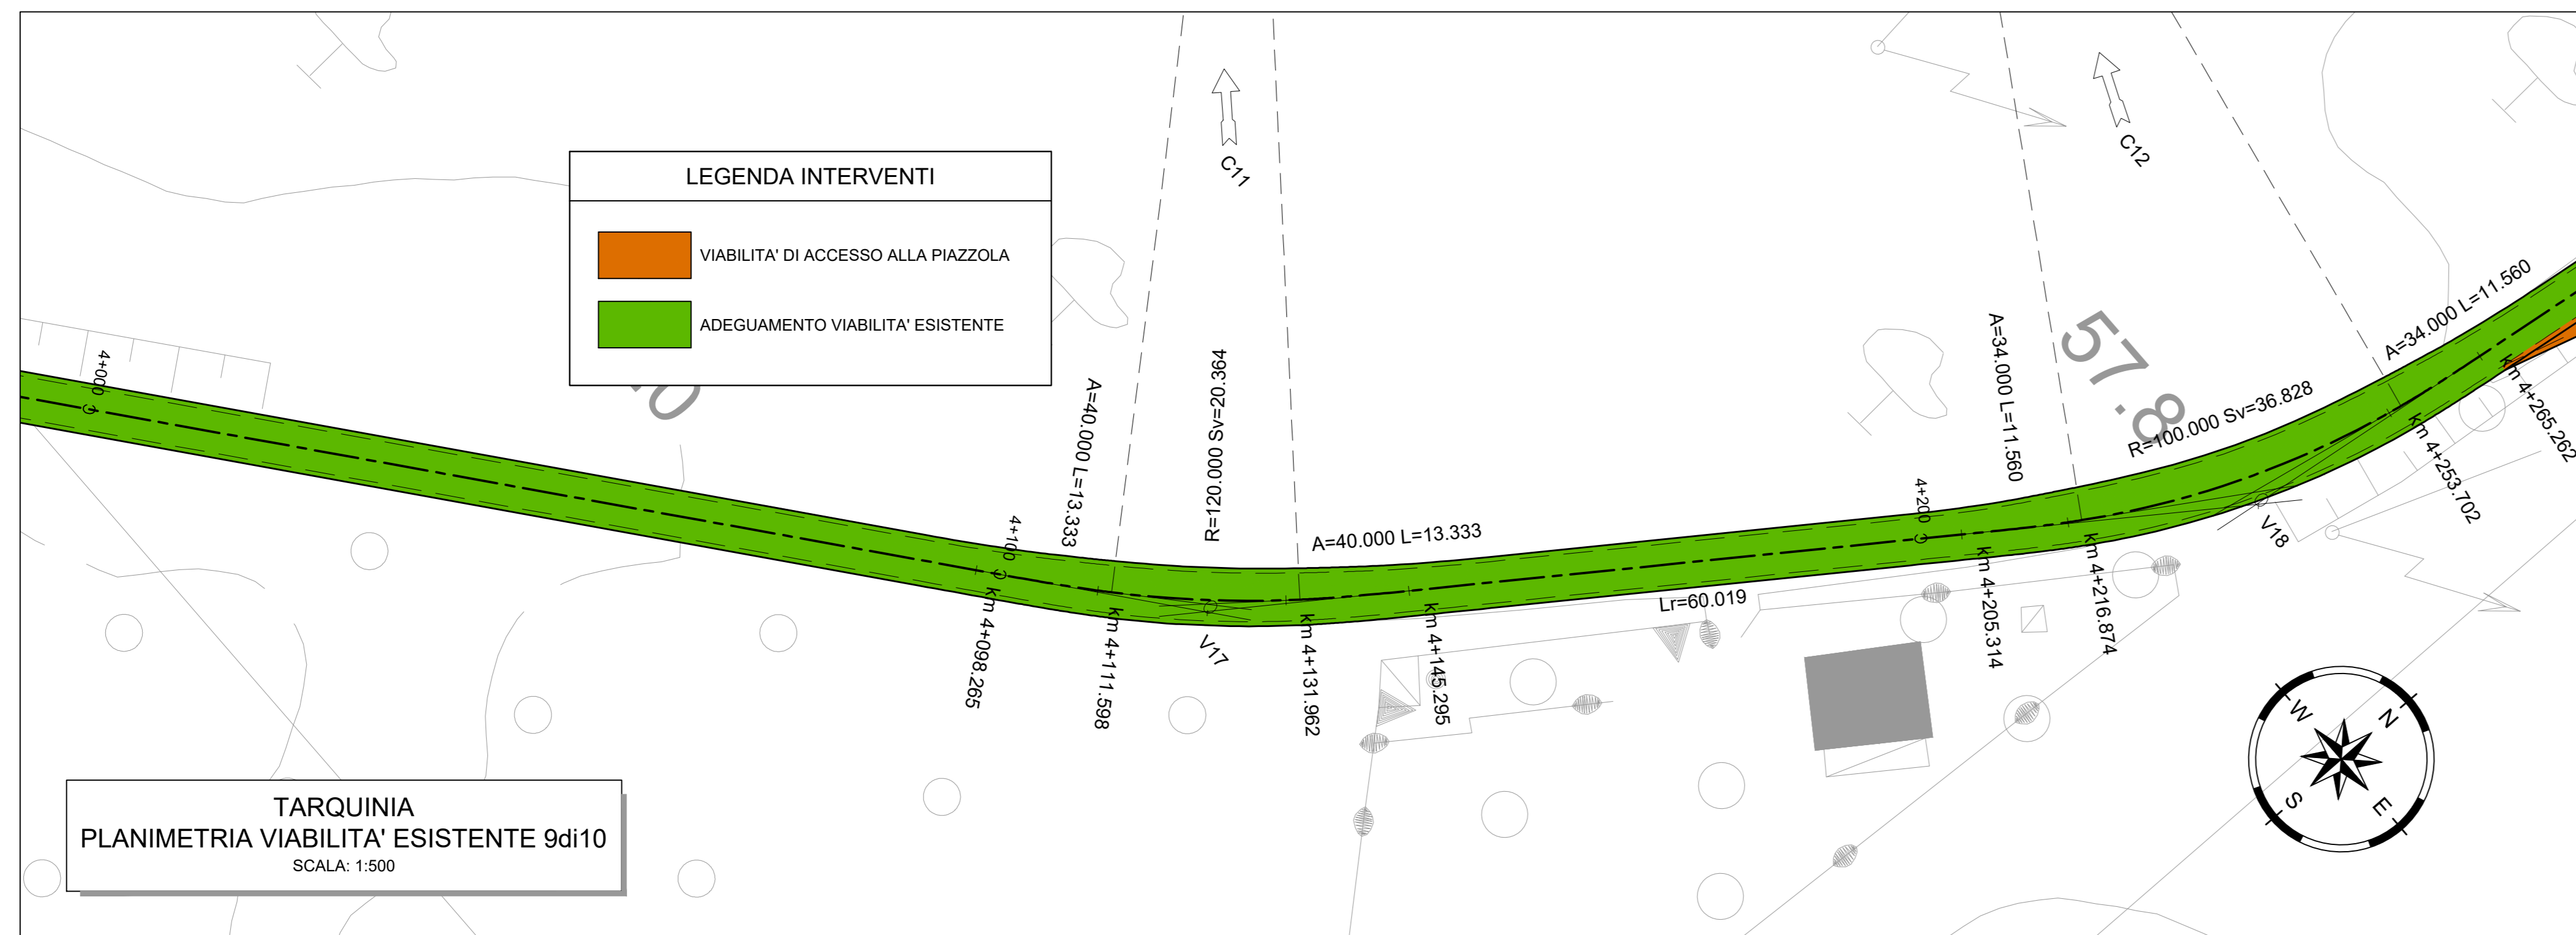 C11
C12
LEGENDA INTERVENTI
VIABILITA' DI ACCESSO ALLA PIAZZOLA
ADEGUAMENTO VIABILITA' ESISTENTE
4+000
4+100
A=40.000 L=13.333
R=120.000 Sv=20.364
A=40.000 L=13.333
4+200
A=34.000 L=11.560
57.8
R=100.000 Sv=36.828
A=34.000 L=11.560
km 4+098.265
km 4+111.598
V17
km 4+131.962
km 4+145.295
Lr=60.019
km 4+205.314
km 4+216.874
V18
km 4+253.702
km 4+265.262
W
N
S
E
TARQUINIA
PLANIMETRIA VIABILITA' ESISTENTE 9di10
SCALA: 1:500